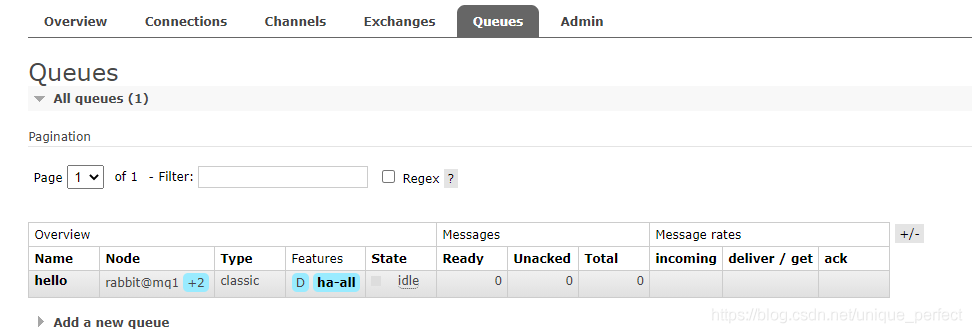 Overview Connections Channels Exchanges Queues Admin
Queues
All queues (1)
Pagination
Page 1 of 1 - Filter: Regex ?
Overview Messages Message rates +/-
Name Node Type Features State Ready Unacked Total incoming deliver / get ack
hello rabbit@mq1 +2 classic D ha-all idle 0 0 0
Add a new queue
https://blog.csdn.net/unique_perfect